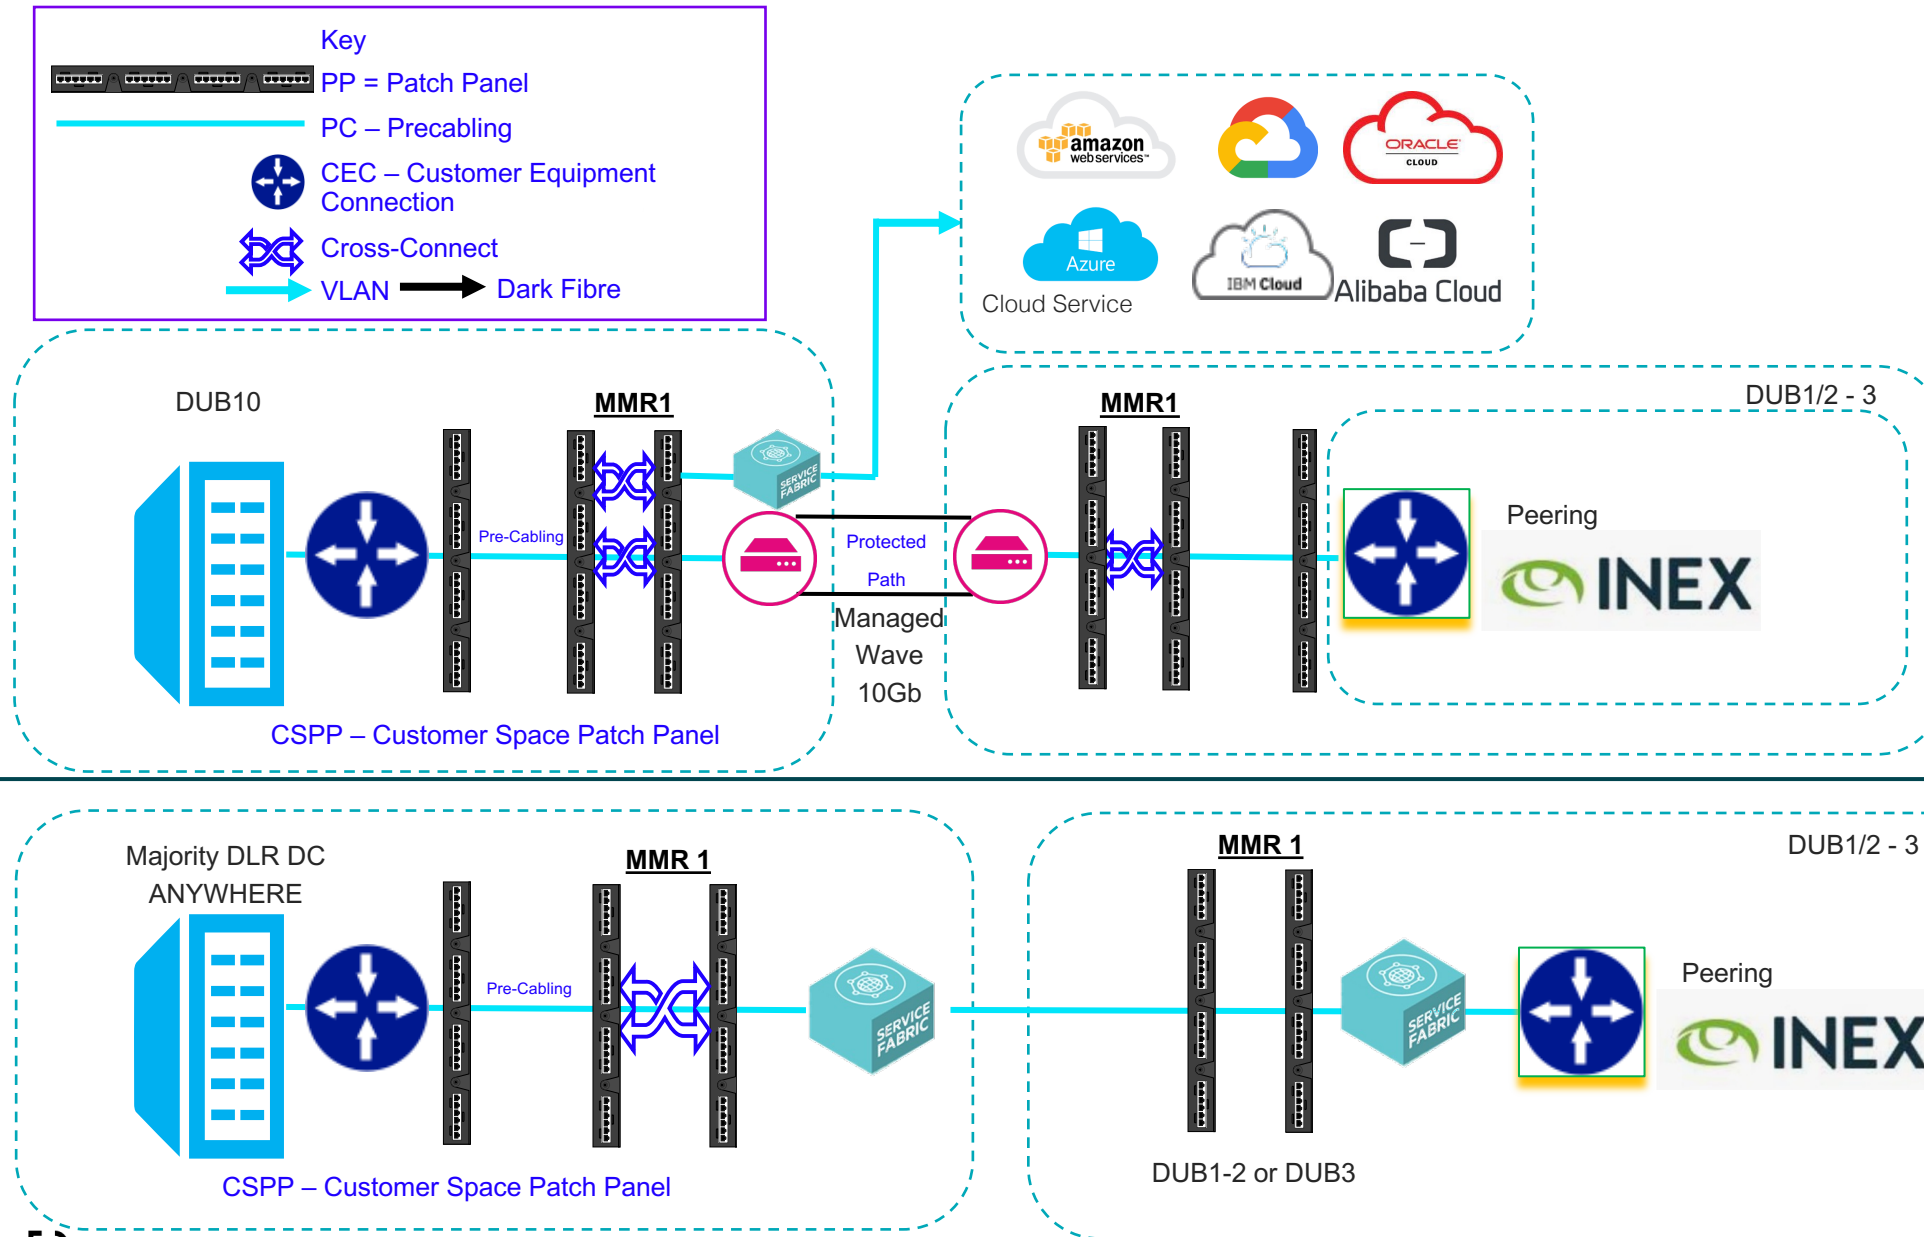 Key
PP = Patch Panel
PC – Precabling
CEC – Customer Equipment
Connection
Cross-Connect
VLAN
Dark Fibre
amazon
webservices™
ORACLE
CLOUD
Azure
IBM Cloud
Alibaba Cloud
Cloud Service
DUB10
MMR1
SERVICE
FABRIC
Pre-Cabling
CSPP – Customer Space Patch Panel
Protected
Path
Managed
Wave
10Gb
MMR1
DUB1/2 - 3
Peering
INEX
Majority DLR DC
ANYWHERE
MMR 1
Pre-Cabling
SERVICE
FABRIC
CSPP – Customer Space Patch Panel
MMR 1
DUB1/2 - 3
SERVICE
FABRIC
Peering
INEX
DUB1-2 or DUB3